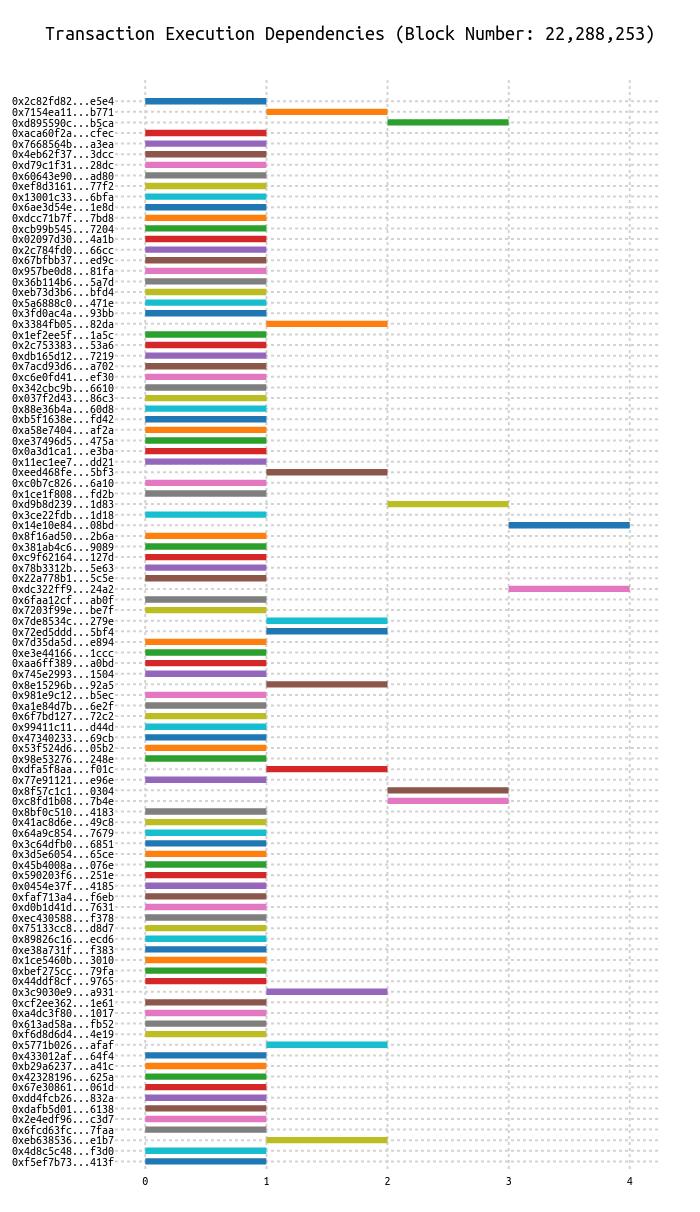 Transaction Execution Dependencies (Block Number: 22,288,253)
0x2c82fd82...e5e4
0x7154ea11...b771
0xd895590c...b5ca
0xaca60f2a...cfec
0x7668564b...a3ea
0x4eb62f37...3dcc
0xd79c1f31...28dc
0x60643e90...ad80
0xef8d3161...77f2
0x13001c33...6bfa
0x6ae3d54e...1e8d
0xdcc71b7f...7bd8
0xcb99b545...7204
0x02097d30...4a1b
0x2c784fd0...66cc
0x67bfbb37...ed9c
0x957be0d8...81fa
0x36b114b6...5a7d
0xeb73d3b6...bfd4
0x5a6888c0...471e
0x3fd0ac4a...93bb
0x3384fb05...82da
0x1ef2ee5f...1a5c
0x2c753383...53a6
0xdb165d12...7219
0x7acd93d6...a702
0xc6e0fd41...ef30
0x342cbc9b...6610
0x037f2d43...86c3
0x88e36b4a...60d8
0xb5f1638e...fd42
0xa58e7404...af2a
0xe37496d5...475a
0x0a3d1ca1...e3ba
0x11ec1ee7...dd21
0xeed468fe...5bf3
0xc0b7c826...6a10
0x1ce1f808...fd2b
0xd9b8d239...1d83
0x3ce22fdb...1d18
0x14e10e84...08bd
0x8f16ad50...2b6a
0x381ab4c6...9089
0xc9f62164...127d
0x78b3312b...5e63
0x22a778b1...5c5e
0xdc322ff9...24a2
0x6faa12cf...ab0f
0x7203f99e...be7f
0x7de8534c...279e
0x72ed5ddd...5bf4
0x7d35da5d...e894
0xe3e44166...1ccc
0xaa6ff389...a0bd
0x745e2993...1504
0x8e15296b...92a5
0x981e9c12...b5ec
0xa1e84d7b...6e2f
0x6f7bd127...72c2
0x99411c11...d44d
0x47340233...69cb
0x53f524d6...05b2
0x98e53276...248e
0xdfa5f8aa...f01c
0x77e91121...e96e
0x8f57c1c1...0304
0xc8fd1b08...7b4e
0x8bf0c510...4183
0x41ac8d6e...49c8
0x64a9c854...7679
0x3c64dfb0...6851
0x3d5e6054...65ce
0x45b4008a...076e
0x590203f6...251e
0x0454e37f...4185
0xfaf713a4...f6eb
0xd0b1d41d...7631
0xec430588...f378
0x75133cc8...d8d7
0x89826c16...ecd6
0xe38a731f...f383
0x1ce5460b...3010
0xbef275cc...79fa
0x44ddf8cf...9765
0x3c9030e9...a931
0xcf2ee362...1e61
0xa4dc3f80...1017
0x613ad58a...fb52
0xf6d8d6d4...4e19
0x5771b026...afaf
0x433012af...64f4
0xb29a6237...a41c
0x42328196...625a
0x67e30861...061d
0xdd4fcb26...832a
0xdafb5d01...6138
0x2e4edf96...c3d7
0x6fcd63fc...7faa
0xeb638536...e1b7
0x4d8c5c48...f3d0
0xf5ef7b73...413f
0 1 2 3 4